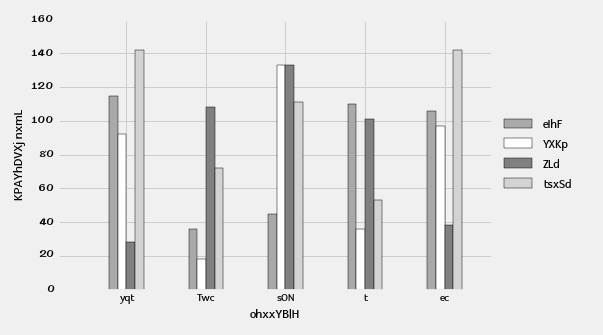 160
140
120
100
80
60
40
20
0
KPAYhDVXj nxmL
yqt Twc sON t ec
ohxxYBlH
elhF
YXKp
ZLd
tsxSd